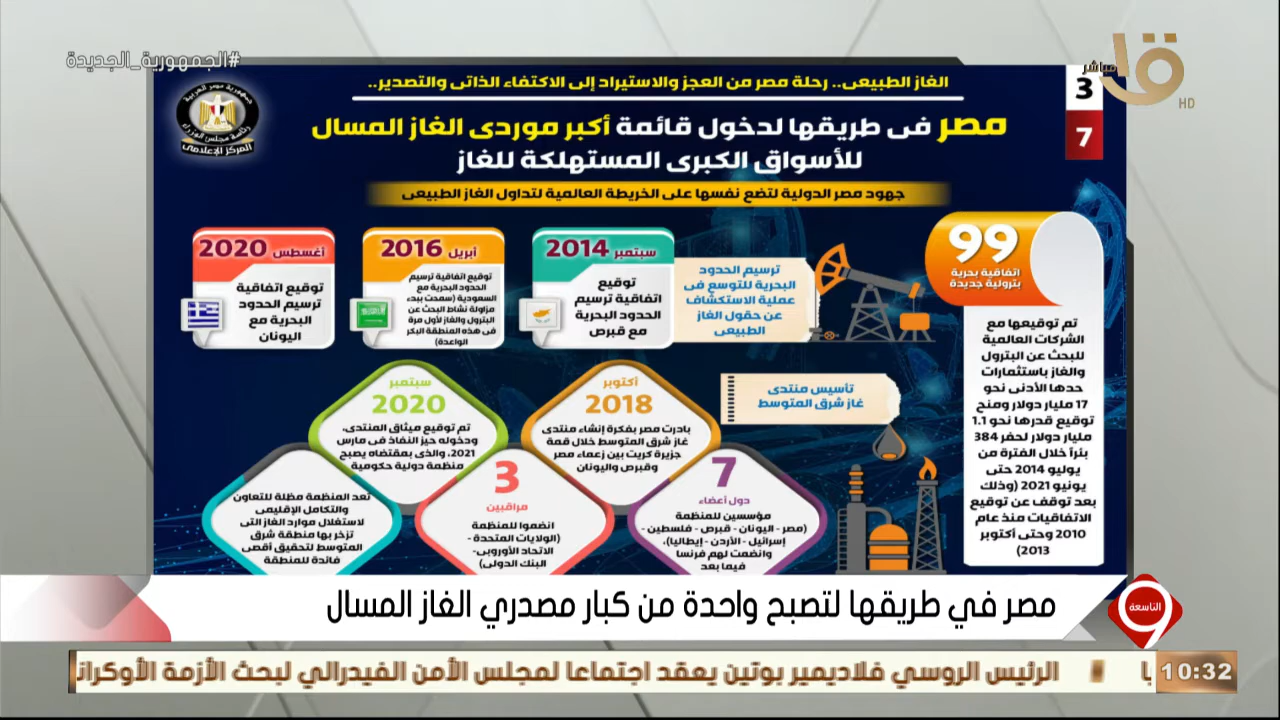 #الجمهورية_الجديدة
مباشر
HD
3
7
جمهورية مصر العربية
رئاسة مجلس الوزراء
المركز الإعلامى
الغاز الطبيعى.. رحلة مصر من العجز والاستيراد إلى الاكتفاء الذاتى والتصدير..
مصر فى طريقها لدخول قائمة أكبر موردى الغاز المسال
للأسواق الكبرى المستهلكة للغاز
جهود مصر الدولية لتضع نفسها على الخريطة العالمية لتداول الغاز الطبيعى
99
اتفاقية بحرية
بترولية جديدة
تم توقيعها مع
الشركات العالمية
للبحث عن البترول
والغاز باستثمارات
حدها الأدنى نحو
17 مليار دولار ومنح
توقيع قدرها نحو 1.1
مليار دولار لحفر 384
بئراً خلال الفترة من
يوليو 2014 حتى
يونيو 2021 (وذلك
بعد توقف عن توقيع
الاتفاقيات منذ عام
2010 وحتى أكتوبر
2013)
ترسيم الحدود
البحرية للتوسع فى
عملية الاستكشاف
عن حقول الغاز
الطبيعى
سبتمبر 2014
توقيع
اتفاقية ترسيم
الحدود البحرية
مع قبرص
أبريل 2016
توقيع اتفاقية ترسيم
الحدود البحرية مع
السعودية (سمحت ببدء
مزاولة نشاط البحث عن
البترول والغاز لأول مرة
فى هذه المنطقة البكر
الواعدة)
أغسطس 2020
توقيع اتفاقية
ترسيم الحدود
البحرية مع
اليونان
تأسيس منتدى
غاز شرق المتوسط
أكتوبر
2018
بادرت مصر بفكرة إنشاء منتدى
غاز شرق المتوسط خلال قمة
جزيرة كريت بين زعماء مصر
وقبرص واليونان
سبتمبر
2020
تم توقيع ميثاق المنتدى،
ودخوله حيز النفاذ فى مارس
2021، والذى بمقتضاه يصبح
منظمة دولية حكومية
7
دول أعضاء
مؤسسين للمنظمة
(مصر - اليونان - قبرص - فلسطين -
إسرائيل - الأردن - إيطاليا)،
وانضمت لهم فرنسا
فيما بعد
3
مراقبين
انضموا للمنظمة
(الولايات المتحدة -
الاتحاد الأوروبى-
البنك الدولى)
تعد المنظمة مظلة للتعاون
والتكامل الإقليمى
لاستغلال موارد الغاز التى
تزخر بها منطقة شرق
المتوسط لتحقيق أقصى
فائدة للمنطقة
التاسعة
مصر في طريقها لتصبح واحدة من كبار مصدري الغاز المسال
10:32
الرئيس الروسي فلاديمير بوتين يعقد اجتماعا لمجلس الأمن الفيدرالي لبحث الأزمة الأوكران